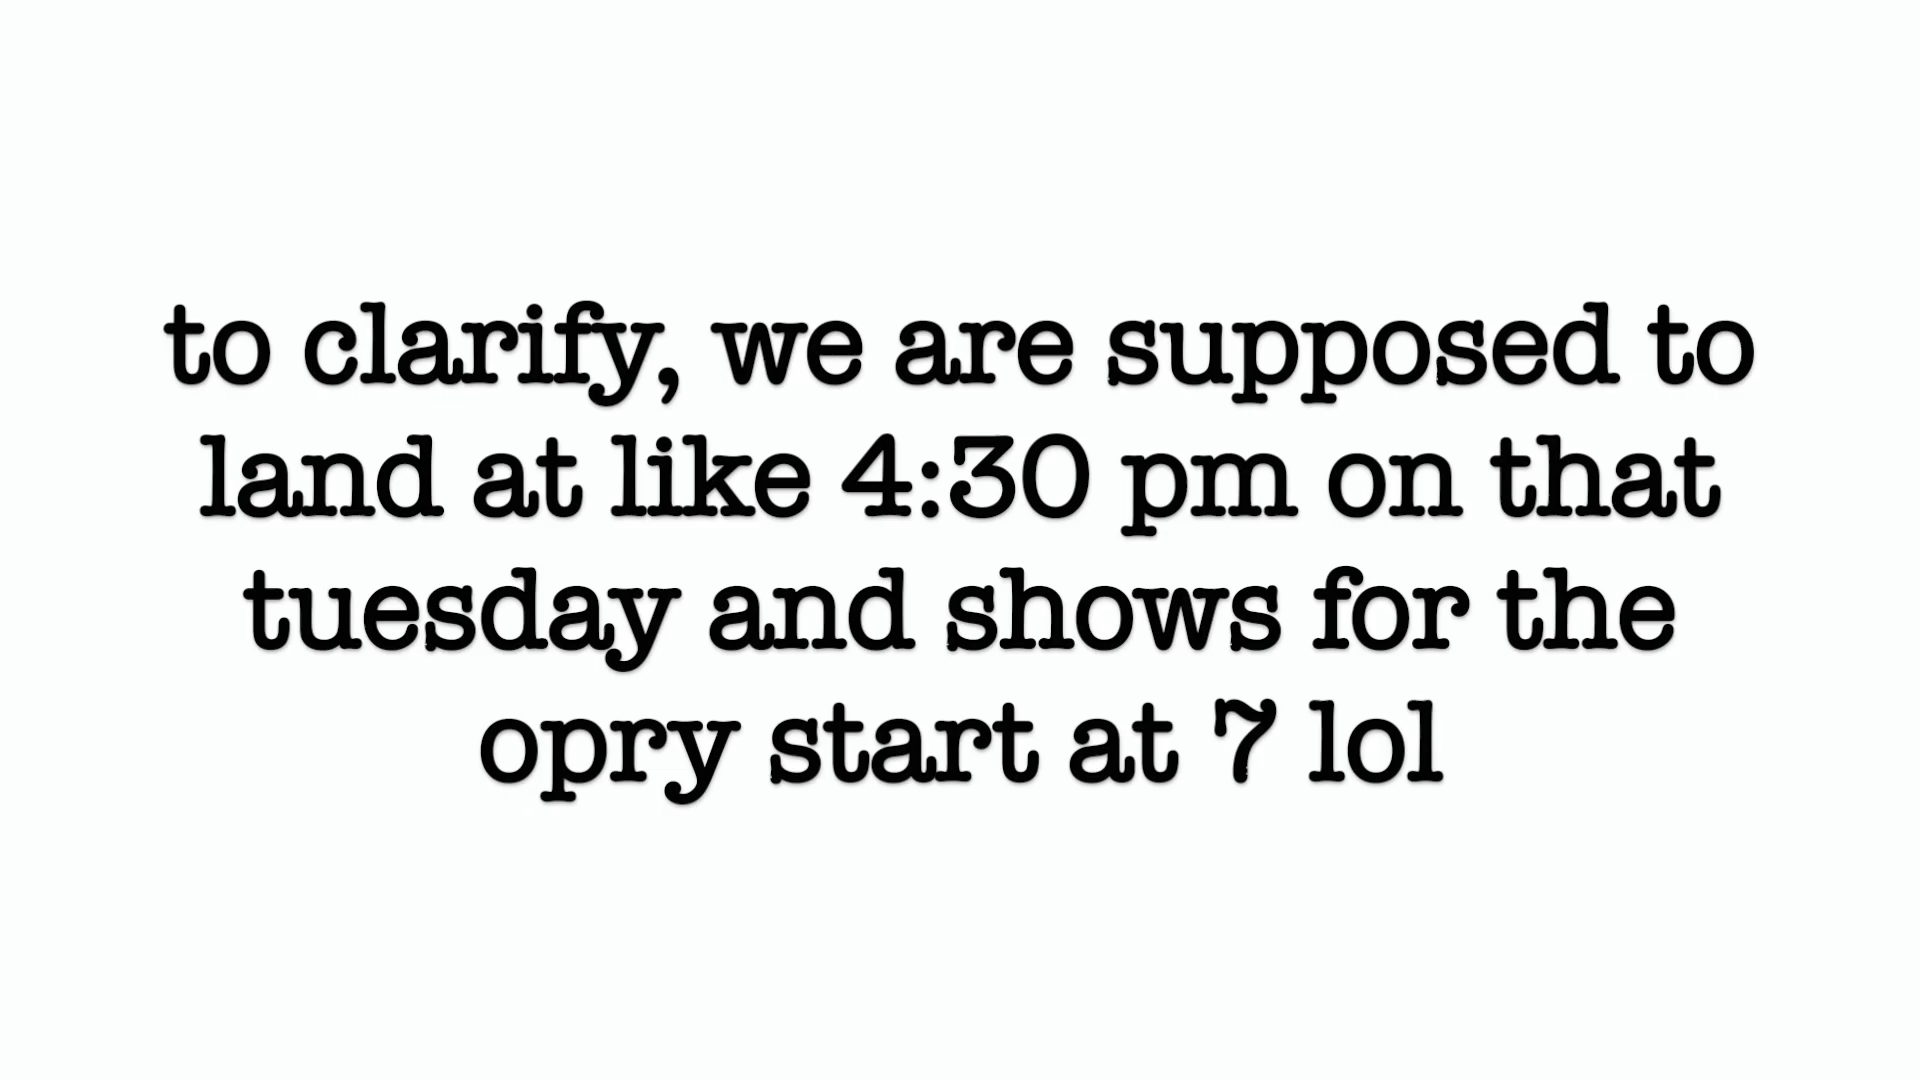 to clarify, we are supposed to
land at like 4:30 pm on that
tuesday and shows for the
opry start at 7 lol